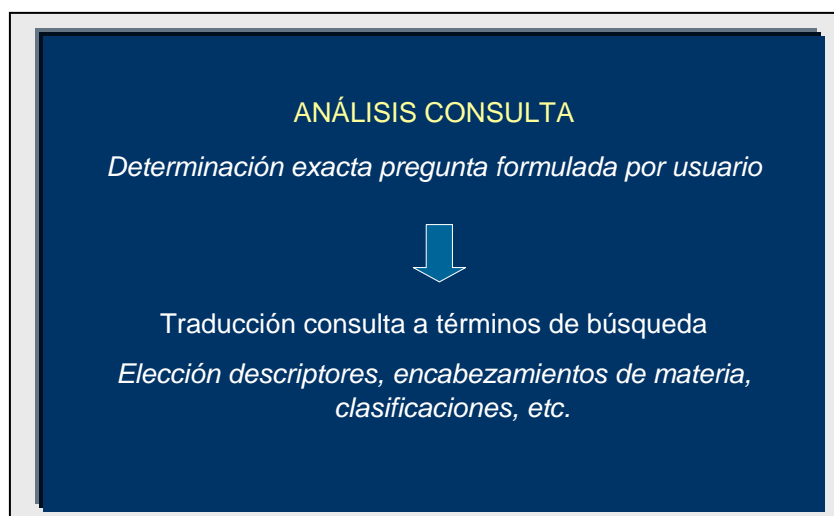 ANÁLISIS CONSULTA
Determinación exacta pregunta formulada por usuario
Traducción consulta a términos de búsqueda
Elección descriptores, encabezamientos de materia,
clasificaciones, etc.